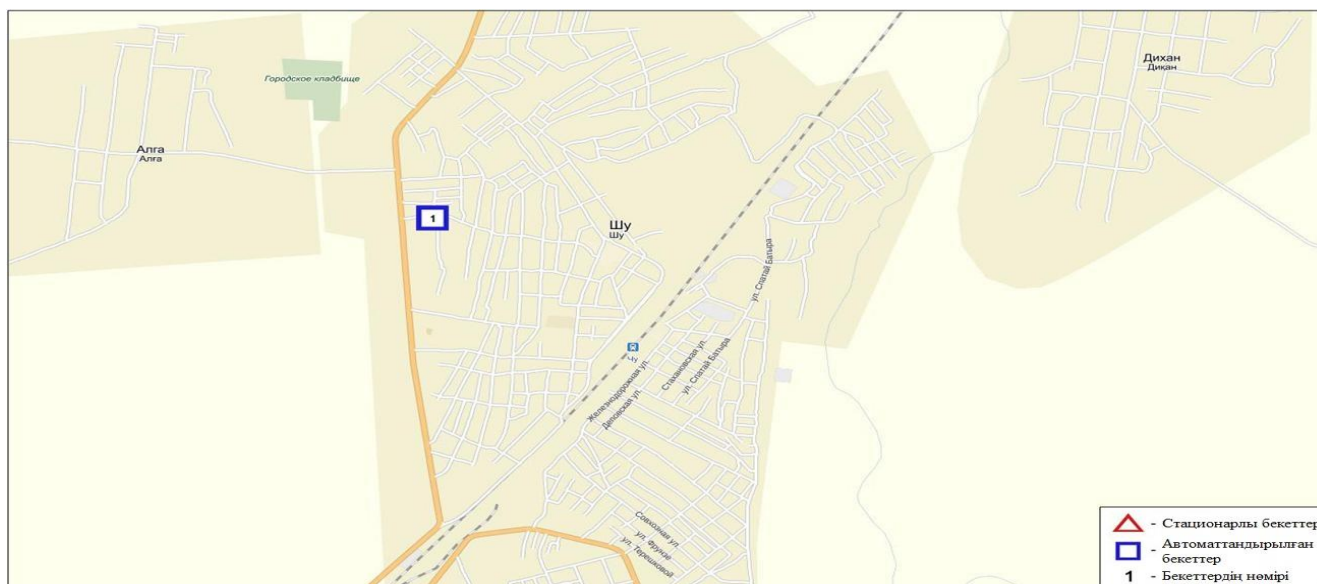 Городское кладбище
Дихан
Диқан
Алга
Алға
1
Шу
Шу
ул. Спатай Батыра
Стахановская ул.
ул. Спатай Батыра
Железнодорожная ул.
Деповская ул.
Совхозная ул.
ул. Фрунзе
ул. Терешковой
- Стационарлы бекеттер
- Автоматтандырылған
бекеттер
1 - Бекеттердің нөмірі